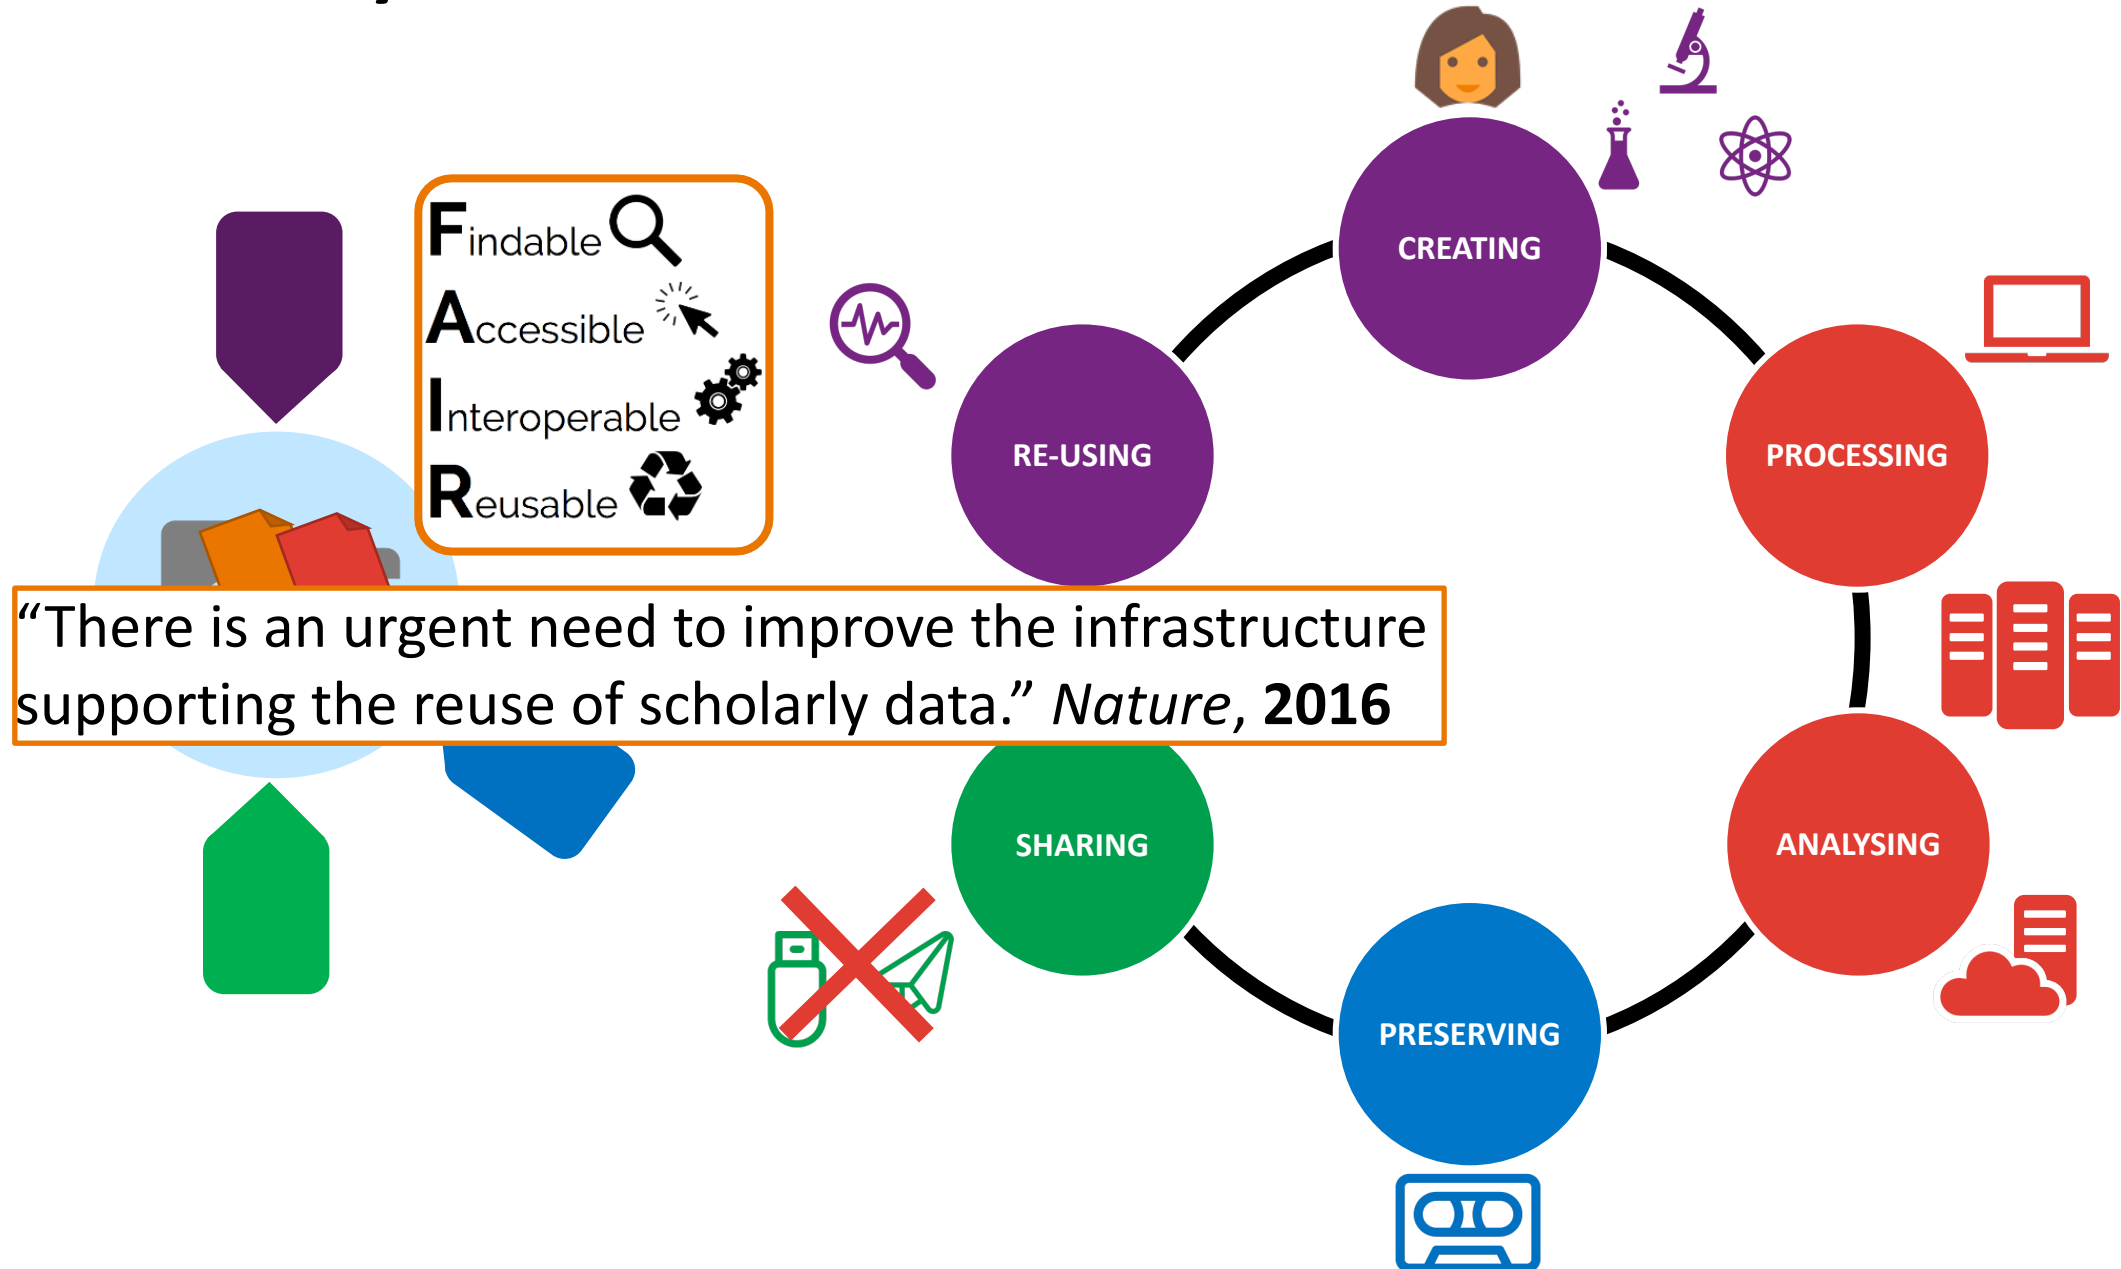 Findable
Accessible
Interoperable
Reusable
“There is an urgent need to improve the infrastructure
supporting the reuse of scholarly data.” Nature, 2016
CREATING
PROCESSING
ANALYSING
PRESERVING
SHARING
RE-USING